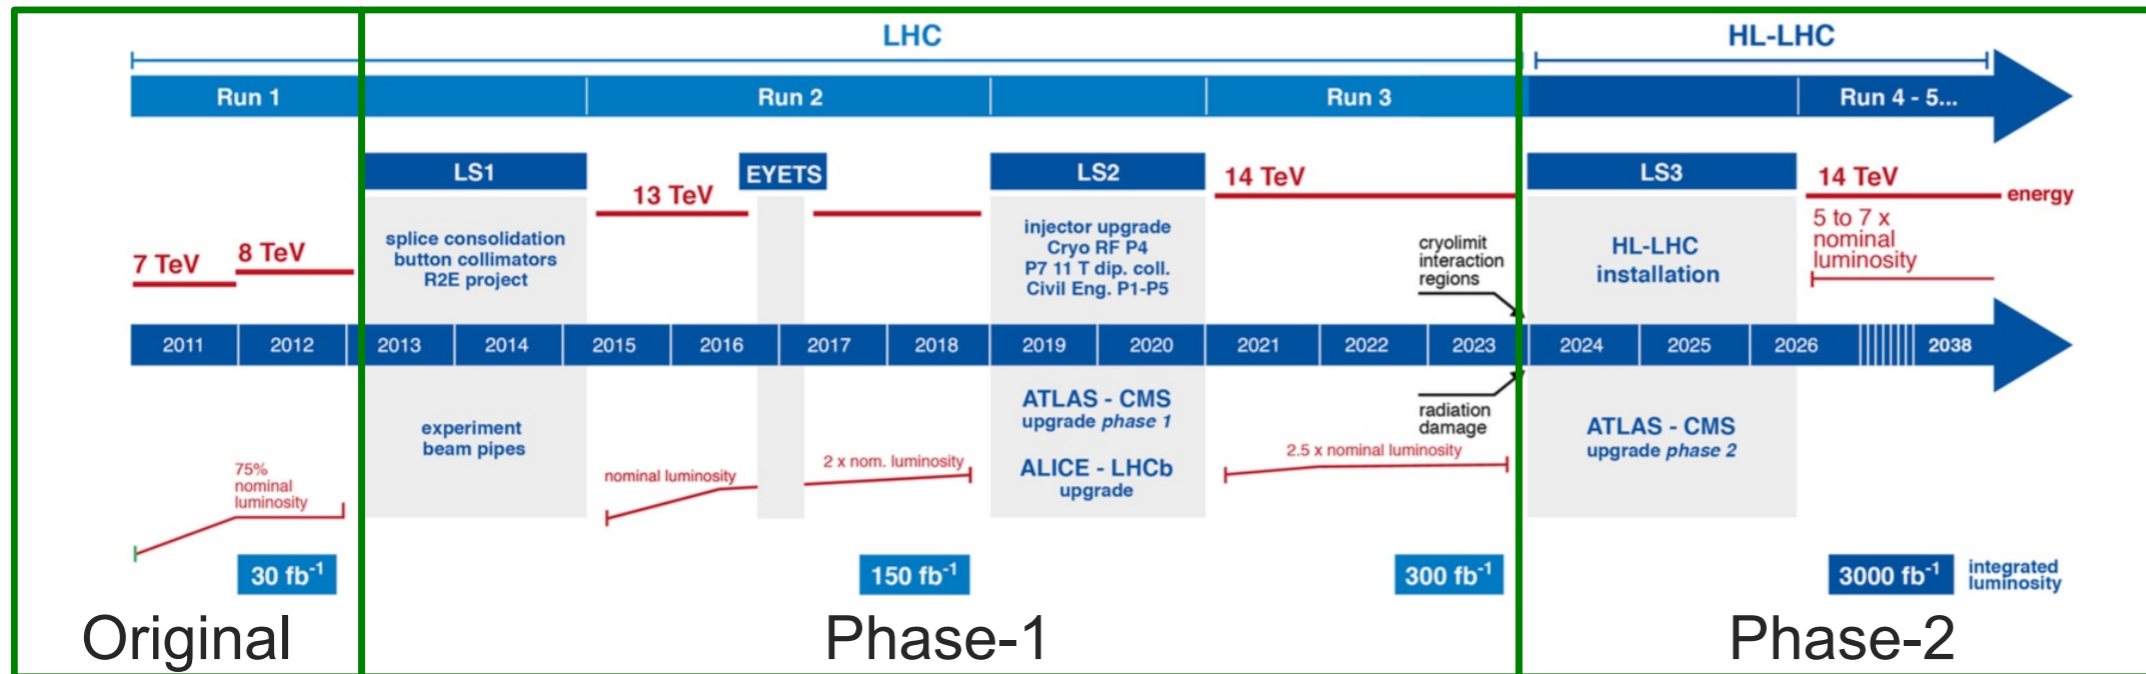 LHC
HL-LHC
Run 1
Run 2
Run 3
Run 4 - 5...
LS1
EYETS
LS2
LS3
7 TeV
8 TeV
13 TeV
14 TeV
14 TeV
energy
splice consolidation
button collimators
R2E project
injector upgrade
Cryo RF P4
P7 11 T dip. coll.
Civil Eng. P1-P5
cryolimit
interaction
regions
HL-LHC
installation
5 to 7 x
nominal
luminosity
2011
2012
2013
2014
2015
2016
2017
2018
2019
2020
2021
2022
2023
2024
2025
2026
2038
experiment
beam pipes
ATLAS - CMS
upgrade phase 1
ALICE - LHCb
upgrade
radiation
damage
ATLAS - CMS
upgrade phase 2
75%
nominal
luminosity
nominal luminosity
2 x nom. luminosity
2.5 x nominal luminosity
30 fb⁻¹
150 fb⁻¹
300 fb⁻¹
3000 fb⁻¹
integrated
luminosity
Original
Phase-1
Phase-2